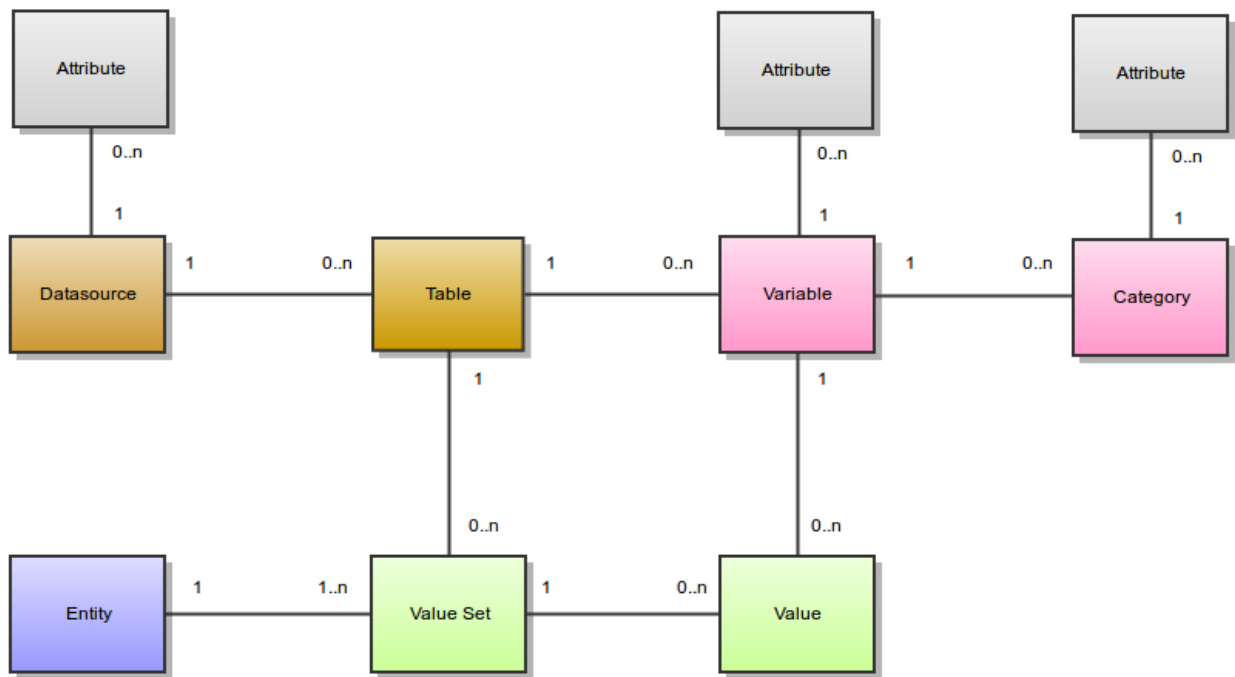 Attribute
Attribute
Attribute
0..n
0..n
0..n
1
1
1
Datasource
1
0..n
Table
1
0..n
Variable
1
0..n
Category
1
1
0..n
0..n
Entity
1
1..n
Value Set
1
0..n
Value